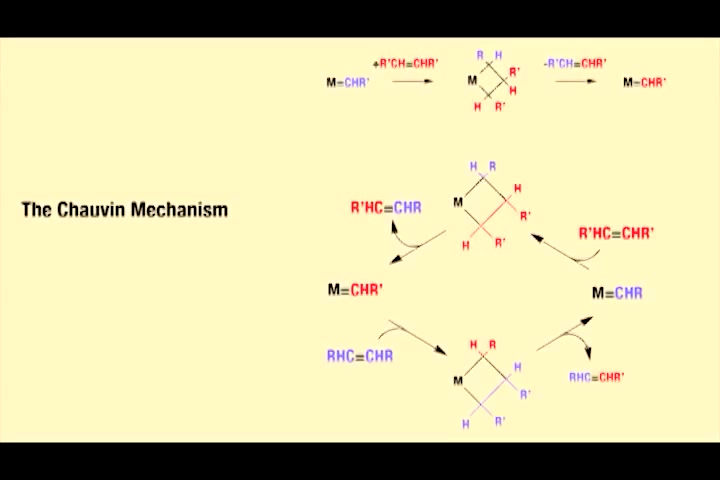 +R'CH=CHR'
-R'CH=CHR'
R H
M=CHR'
M
R'
H
M=CHR'
H R'
H R
H
R'HC=CHR
M
The Chauvin Mechanism
R'
R'HC=CHR'
H R'
M=CHR'
M=CHR
H R
RHC=CHR
H
M
RHC=CHR'
R'
H R'